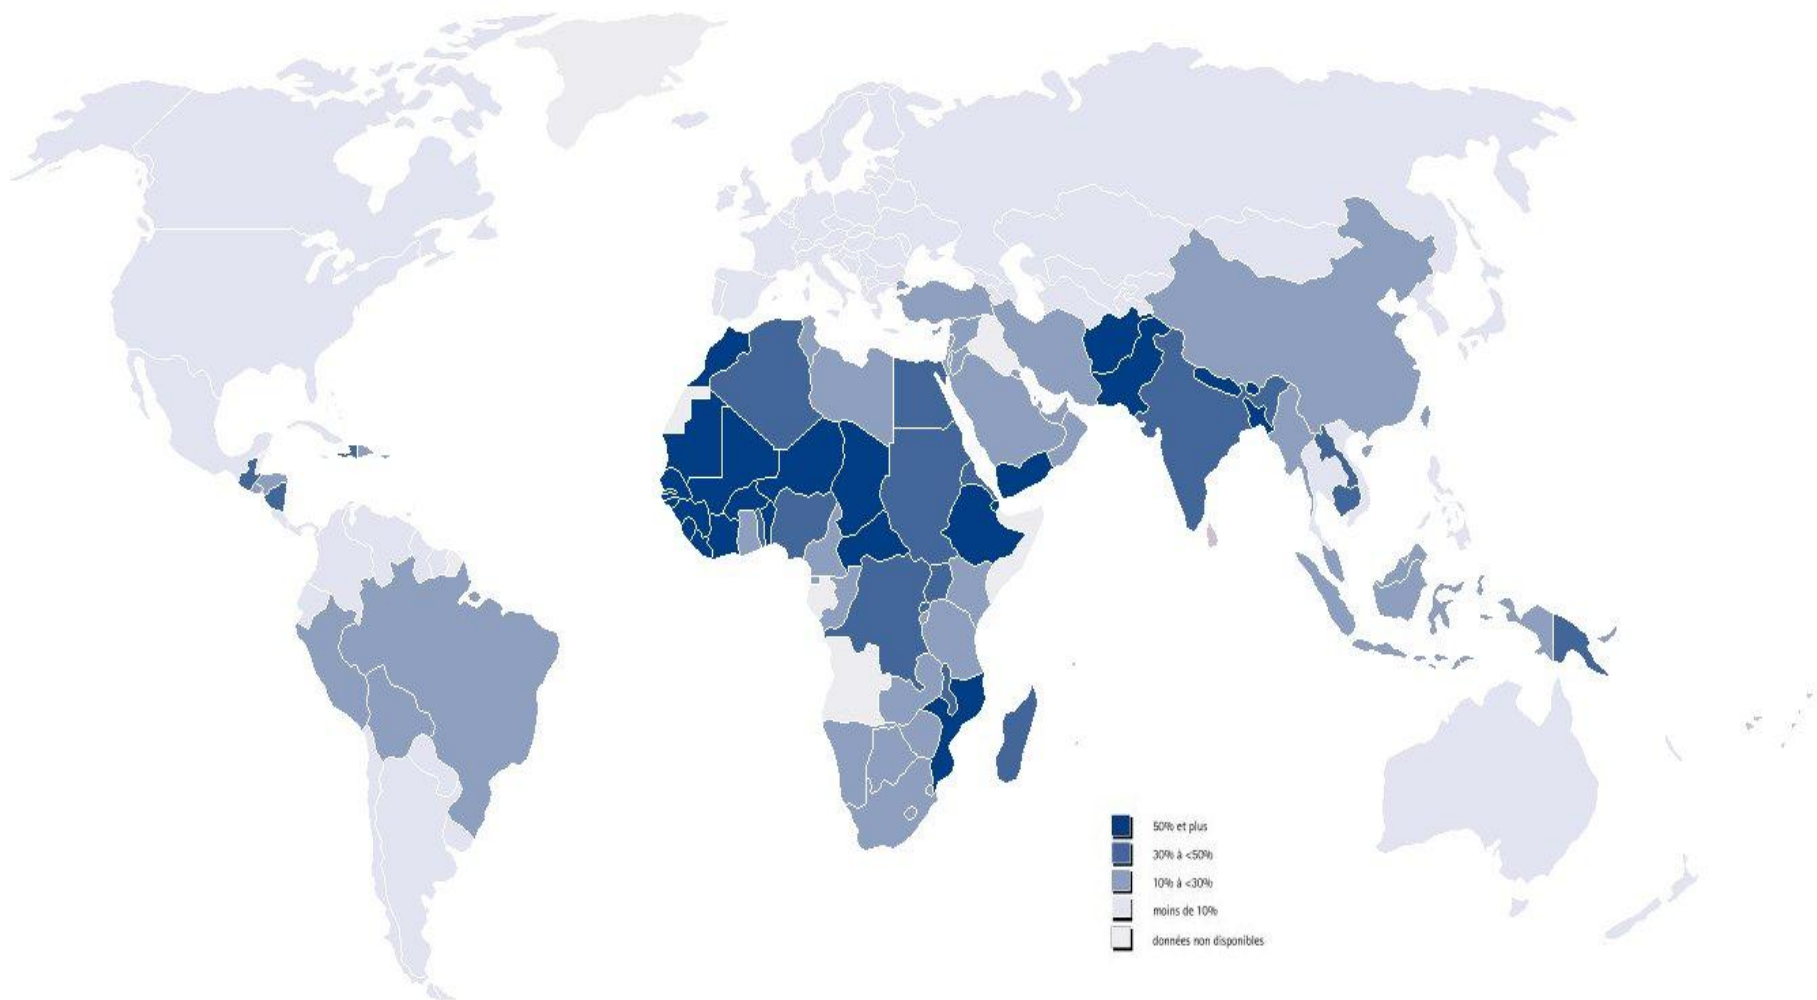 50% et plus
30% à <50%
10% à <30%
moins de 10%
données non disponibles